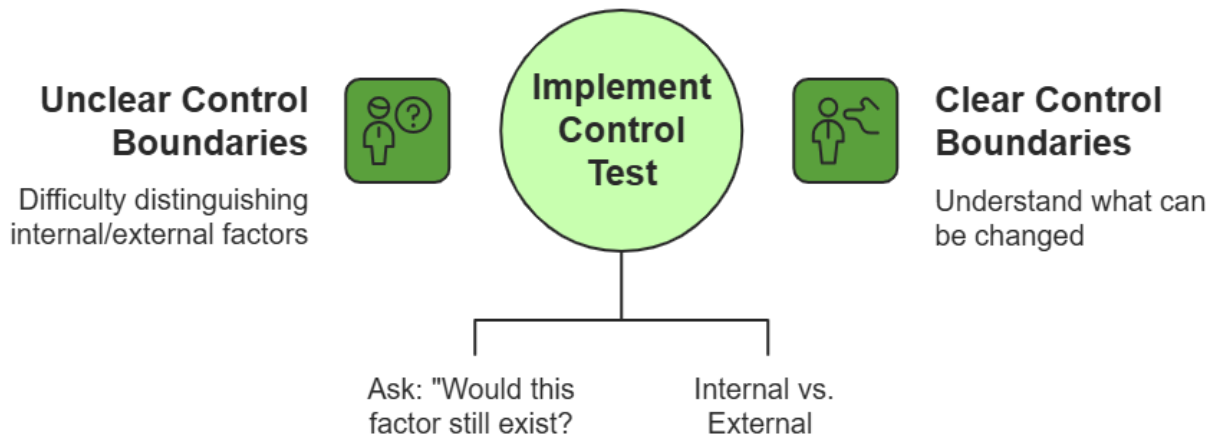 Unclear Control
Boundaries
Difficulty distinguishing
internal/external factors
?
Implement
Control
Test
Clear Control
Boundaries
Understand what can
be changed
Ask: "Would this
factor still exist?
Internal vs.
External